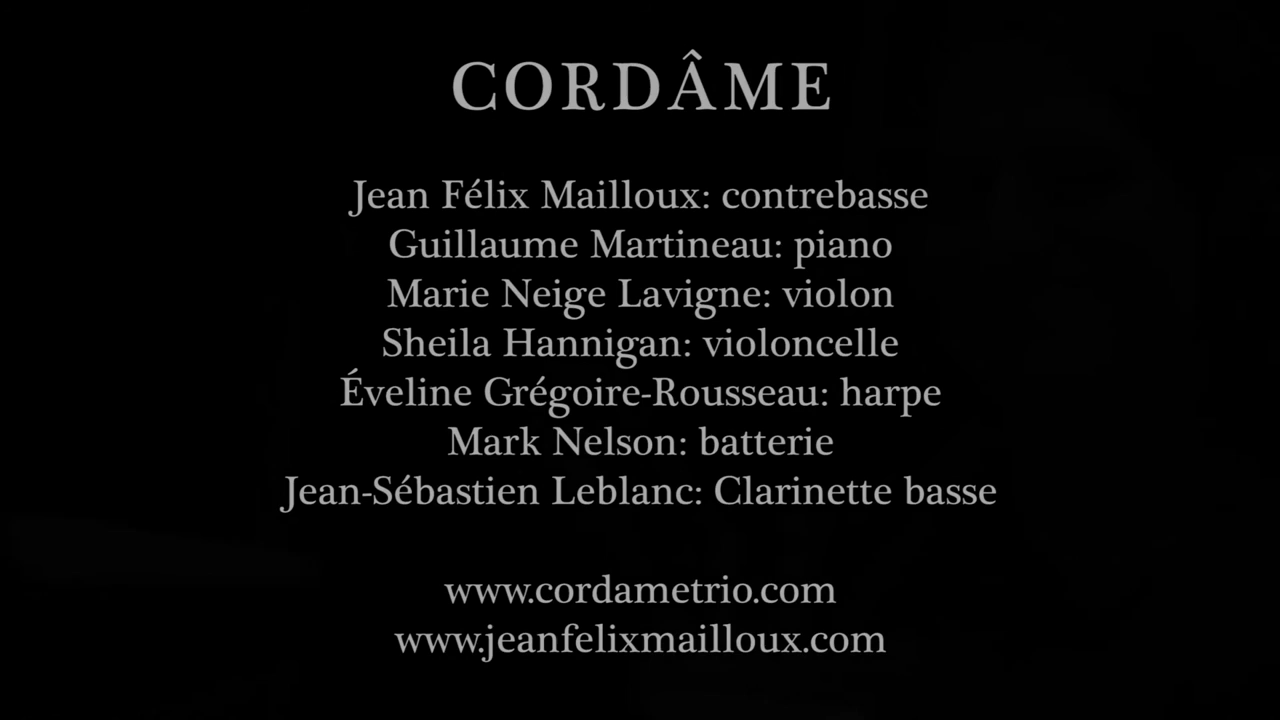 CORDÂME
Jean Félix Mailloux: contrebasse
Guillaume Martineau: piano
Marie Neige Lavigne: violon
Sheila Hannigan: violoncelle
Éveline Grégoire-Rousseau: harpe
Mark Nelson: batterie
Jean-Sébastien Leblanc: Clarinette basse
www.cordametrio.com
www.jeanfelixmailloux.com